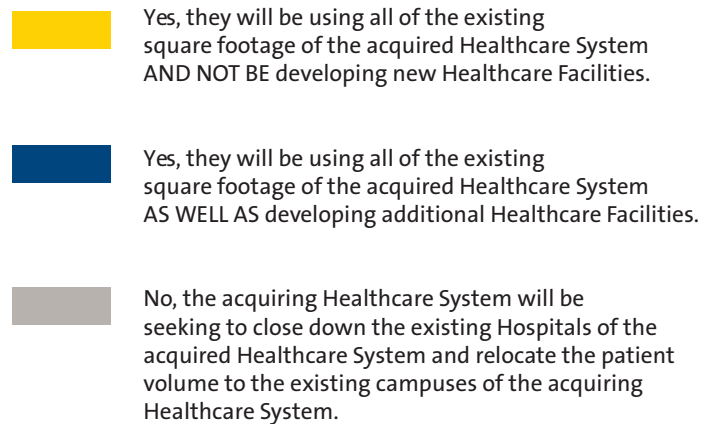 Yes, they will be using all of the existing
square footage of the acquired Healthcare System
AND NOT BE developing new Healthcare Facilities.
Yes, they will be using all of the existing
square footage of the acquired Healthcare System
AS WELL AS developing additional Healthcare Facilities.
No, the acquiring Healthcare System will be
seeking to close down the existing Hospitals of the
acquired Healthcare System and relocate the patient
volume to the existing campuses of the acquiring
Healthcare System.